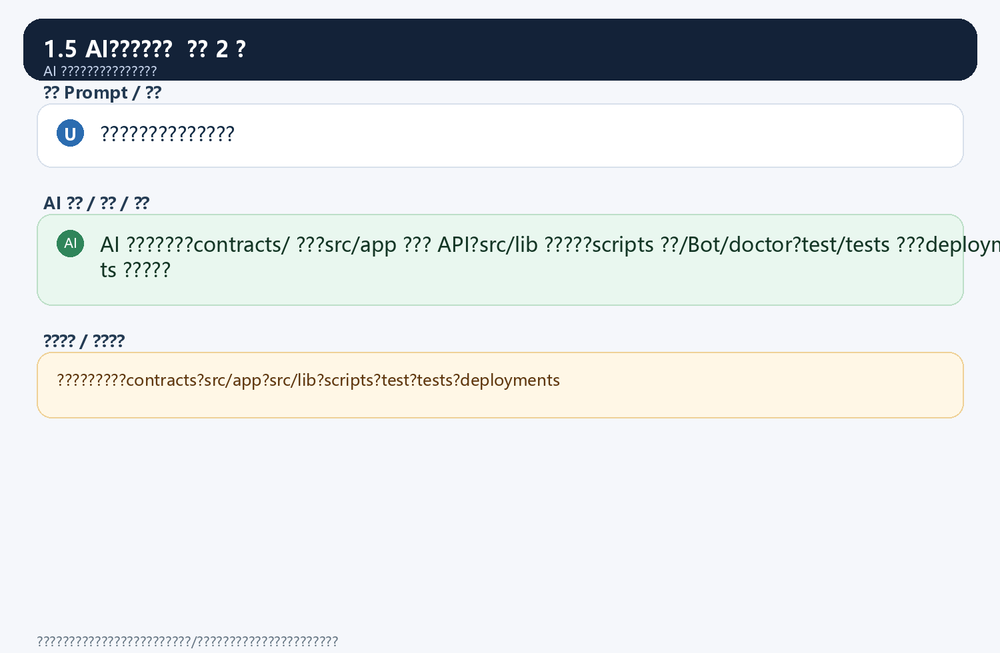 1.5 AI?????? ?? 2 ?
AI ???????????????
?? Prompt / ??
U
??????????????
AI ?? / ?? / ??
AI
AI ???????contracts/ ???src/app ??? API?src/lib ?????scripts ??/Bot/doctor?test/tests ???deploym
ts ?????
???? / ????
?????????contracts?src/app?src/lib?scripts?test?tests?deployments
????????????????????????/??????????????????????